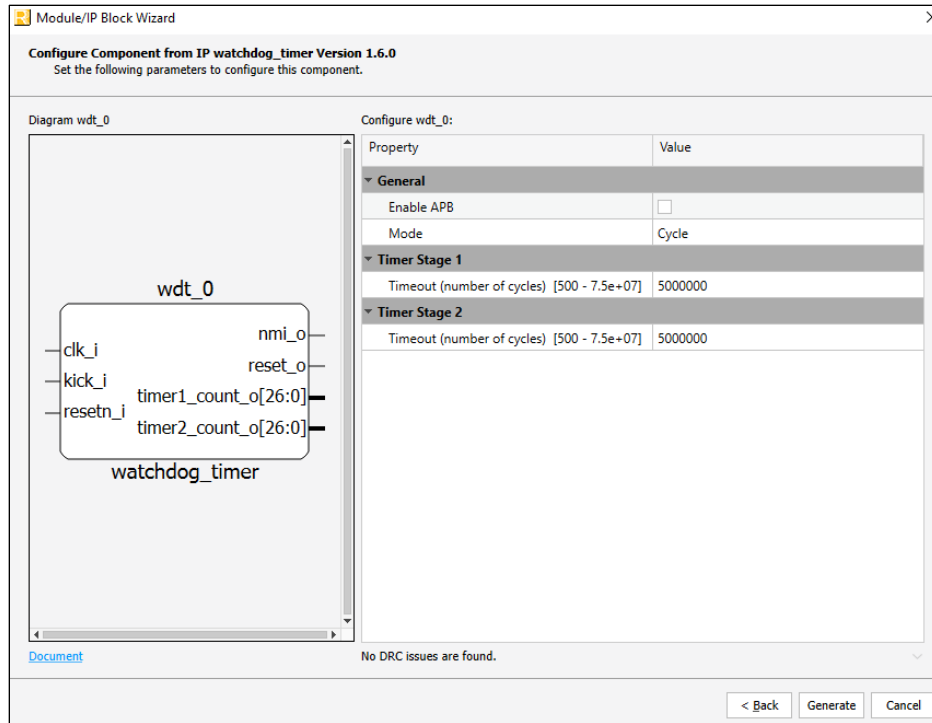 Module/IP Block Wizard
Configure Component from IP watchdog_timer Version 1.6.0
Set the following parameters to configure this component.
Diagram wdt_0
Configure wdt_0:
Property Value
General
Enable APB
Mode Cycle
Timer Stage 1
Timeout (number of cycles) [500 - 7.5e+07] 5000000
Timer Stage 2
Timeout (number of cycles) [500 - 7.5e+07] 5000000
wdt_0
nmi_o
clk_i
reset_o
kick_i
timer1_count_o[26:0]
resetn_i
timer2_count_o[26:0]
watchdog_timer
Document
No DRC issues are found.
< Back Generate Cancel